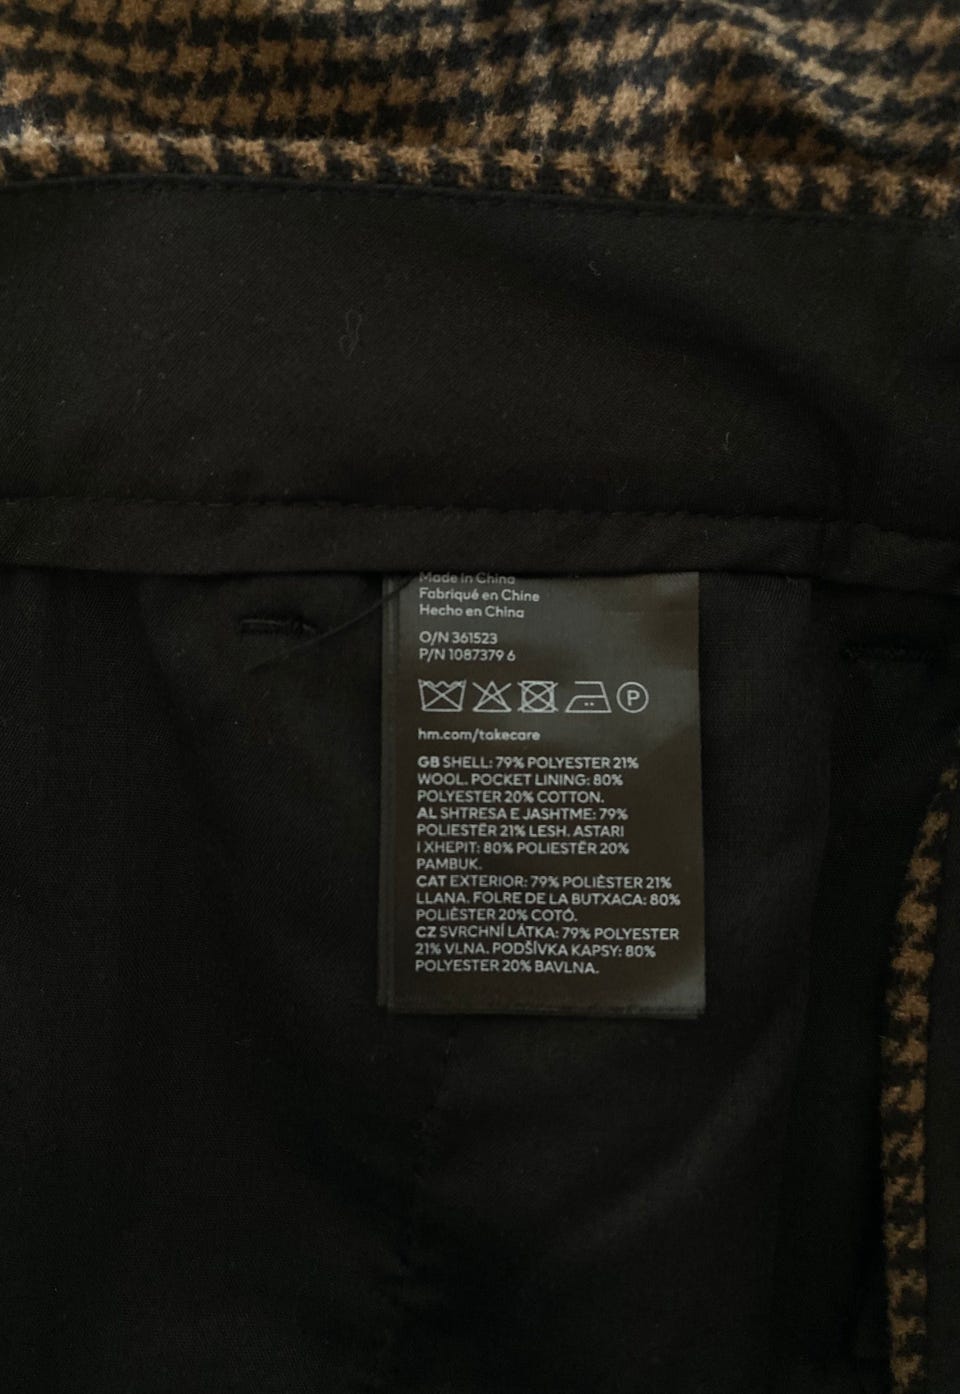 Made in China
Fabriqué en Chine
Hecho en China
O/N 361523
P/N 1087379 6
P
hm.com/takecare
GB SHELL: 79% POLYESTER 21%
WOOL. POCKET LINING: 80%
POLYESTER 20% COTTON.
AL SHTRESA E JASHTME: 79%
POLIESTËR 21% LESH. ASTARI
I XHEPIT: 80% POLIESTËR 20%
PAMBUK.
CAT EXTERIOR: 79% POLIÈSTER 21%
LLANA. FOLRE DE LA BUTXACA: 80%
POLIÈSTER 20% COTÓ.
CZ SVRCHNÍ LÁTKA: 79% POLYESTER
21% VLNA. PODŠÍVKA KAPSY: 80%
POLYESTER 20% BAVLNA.